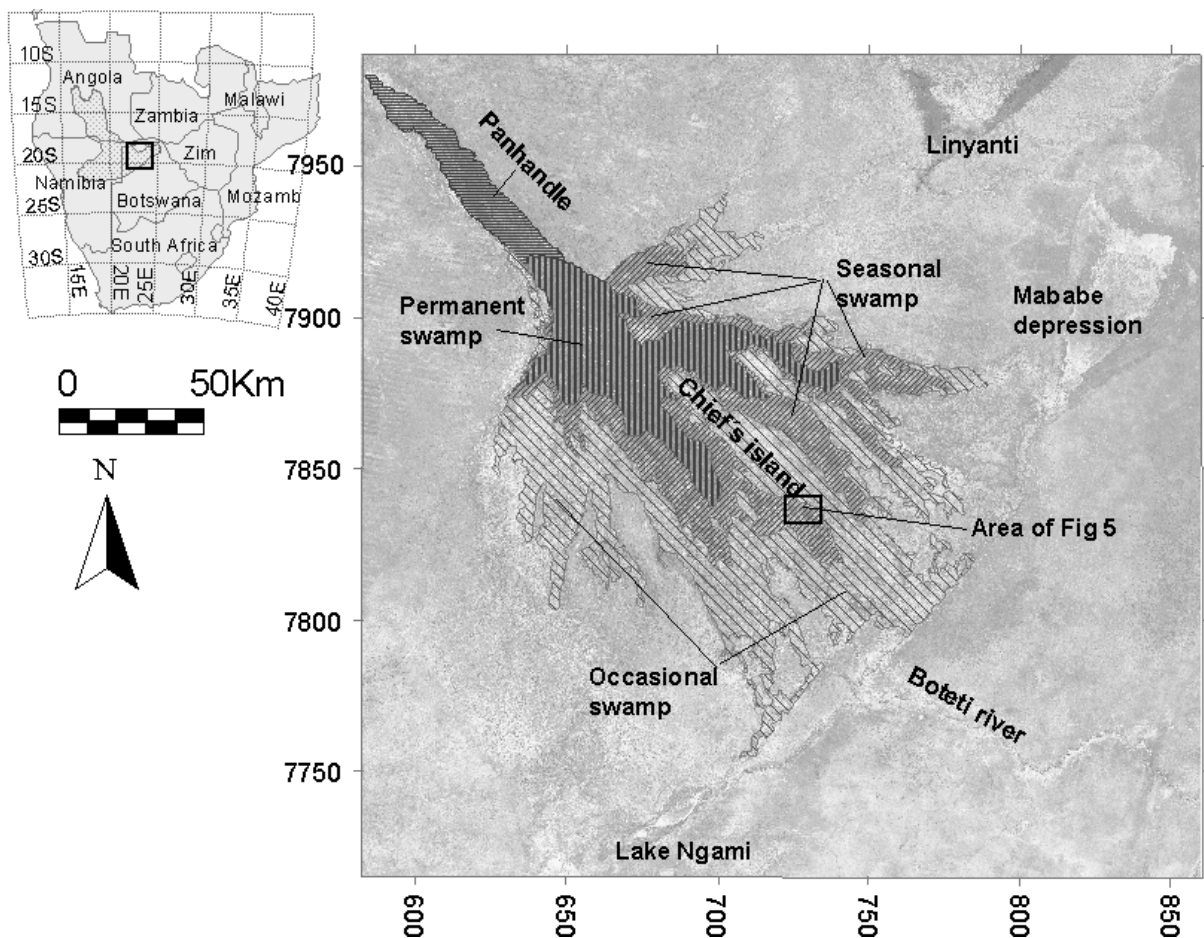 10S
Angola
15S
Malawi
Zambia
20S
Zim
Namibia
25S
Botswana
Mozamb
South Africa
30S
15E
20E
25E
30E
35E
40E
0 50Km
N
7950
7900
7850
7800
7750
600
650
700
750
800
850
Panhandle
Linyanti
Seasonal
swamp
Permanent
swamp
Mababe
depression
Chief's island
Area of Fig 5
Occasional
swamp
Boteti river
Lake Ngami